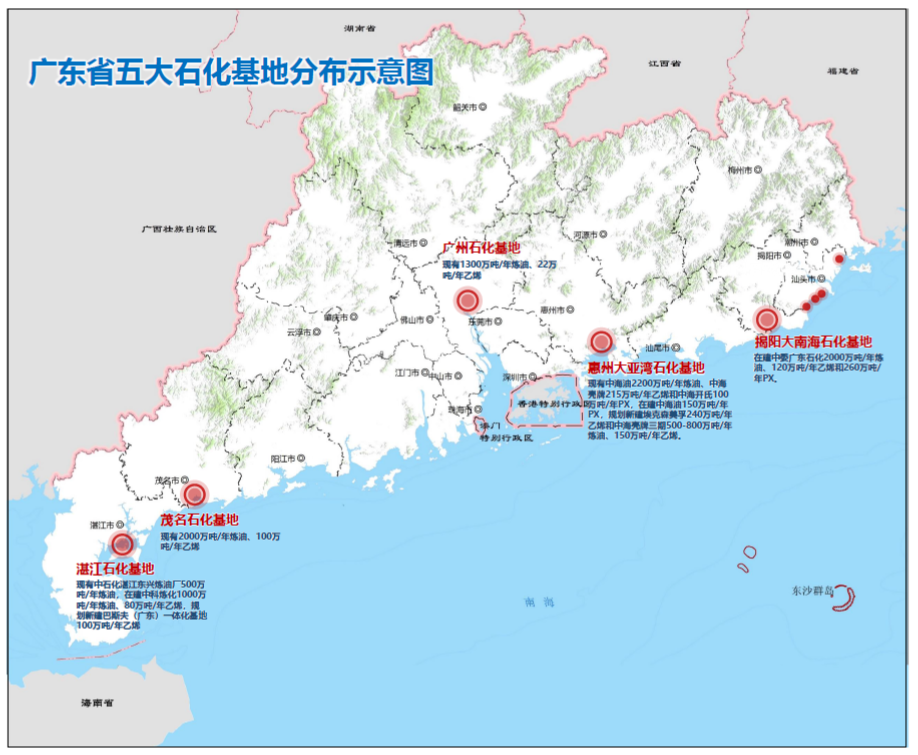 湖南省
江西省
福建省
广东省五大石化基地分布示意图
韶关市
梅州市
广西壮族自治区
清远市
河源市
潮州市
揭阳市
汕头市
广州石化基地
现有1300万吨/年炼油、22万
吨/年乙烯
肇庆市
云浮市
佛山市
东莞市
惠州市
汕尾市
揭阳大南海石化基地
在建中委广东石化2000万吨/年炼
油、120万吨/年乙烯和260万吨/
年PX。
惠州大亚湾石化基地
现有中海油2200万吨/年炼油、中海
壳牌215万吨/年乙烯和中海开氏100
万吨/年PX，在建中海油150万吨/年
PX，规划新建埃克森美孚240万吨/年
乙烯和中海壳牌三期500-800万吨/年
炼油、150万吨/年乙烯。
江门市
中山市
深圳市
香港特别行政区
珠海市
澳门
特别行政区
阳江市
茂名市
茂名石化基地
现有2000万吨/年炼油、100万
吨/年乙烯
湛江市
湛江石化基地
现有中石化湛江东兴炼油厂500万
吨/年炼油，在建中科炼化1000万
吨/年炼油、80万吨/年乙烯，规
划新建巴斯夫（广东）一体化基地
100万吨/年乙烯
东沙群岛
南 海
海南省